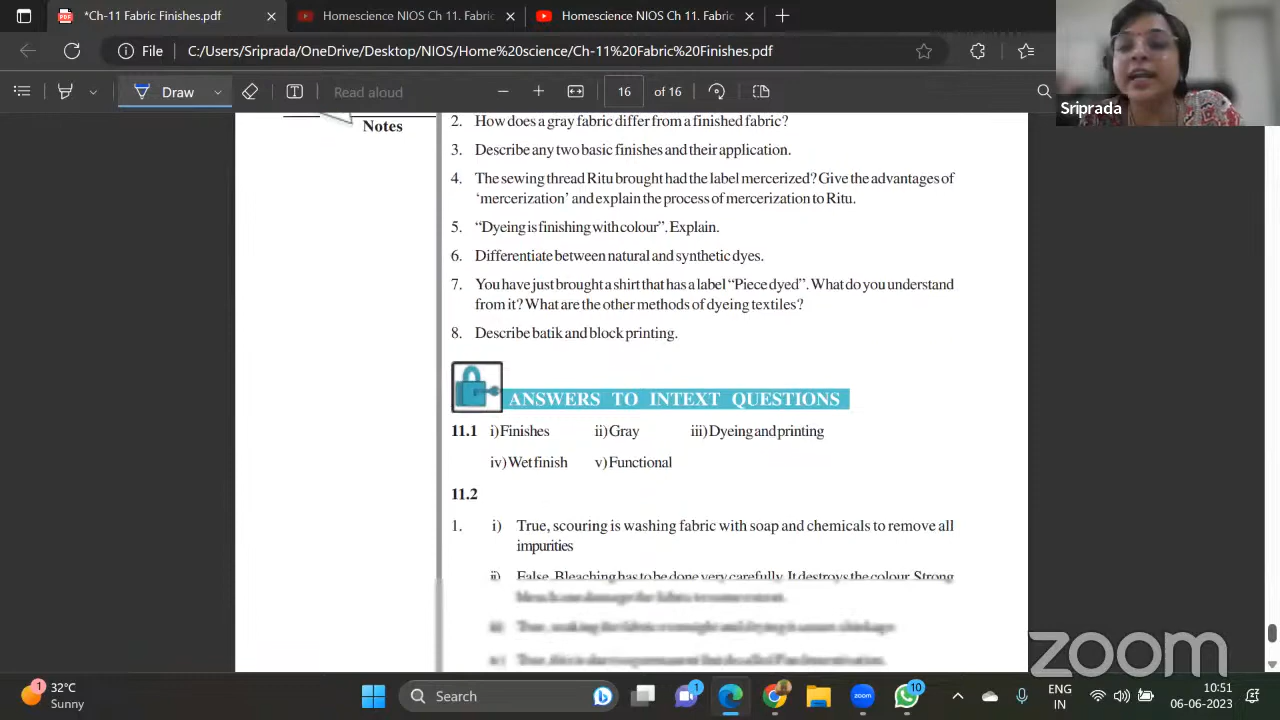 *Ch-11 Fabric Finishes.pdf
Homescience NIOS Ch 11. Fabric
Homescience NIOS Ch 11. Fabric
File
C:/Users/Sriprada/OneDrive/Desktop/NIOS/Home%20science/Ch-11%20Fabric%20Finishes.pdf
Draw
Read aloud
16 of 16
Sriprada
Notes
2. How does a gray fabric differ from a finished fabric?
3. Describe any two basic finishes and their application.
4. The sewing thread Ritu brought had the label mercerized? Give the advantages of
‘mercerization’ and explain the process of mercerization to Ritu.
5. “Dyeing is finishing with colour”. Explain.
6. Differentiate between natural and synthetic dyes.
7. You have just brought a shirt that has a label “Piece dyed”. What do you understand
from it? What are the other methods of dyeing textiles?
8. Describe batik and block printing.
ANSWERS TO INTEXT QUESTIONS
11.1 i) Finishes ii) Gray iii) Dyeing and printing
iv) Wet finish v) Functional
11.2
1. i) True, scouring is washing fabric with soap and chemicals to remove all
impurities
ii) False. Bleaching has to be done very carefully. It destroys the colour. Strong
zoom
1
32°C
Sunny
Search
1
zoom
10
ENG
IN
10:51
06-06-2023